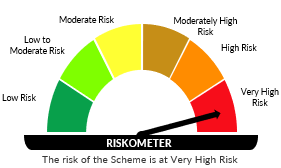 Moderate Risk
Moderately High
Risk
Low to
Moderate Risk
High Risk
Low Risk
Very High
Risk
RISKOMETER
The risk of the Scheme is at Very High Risk